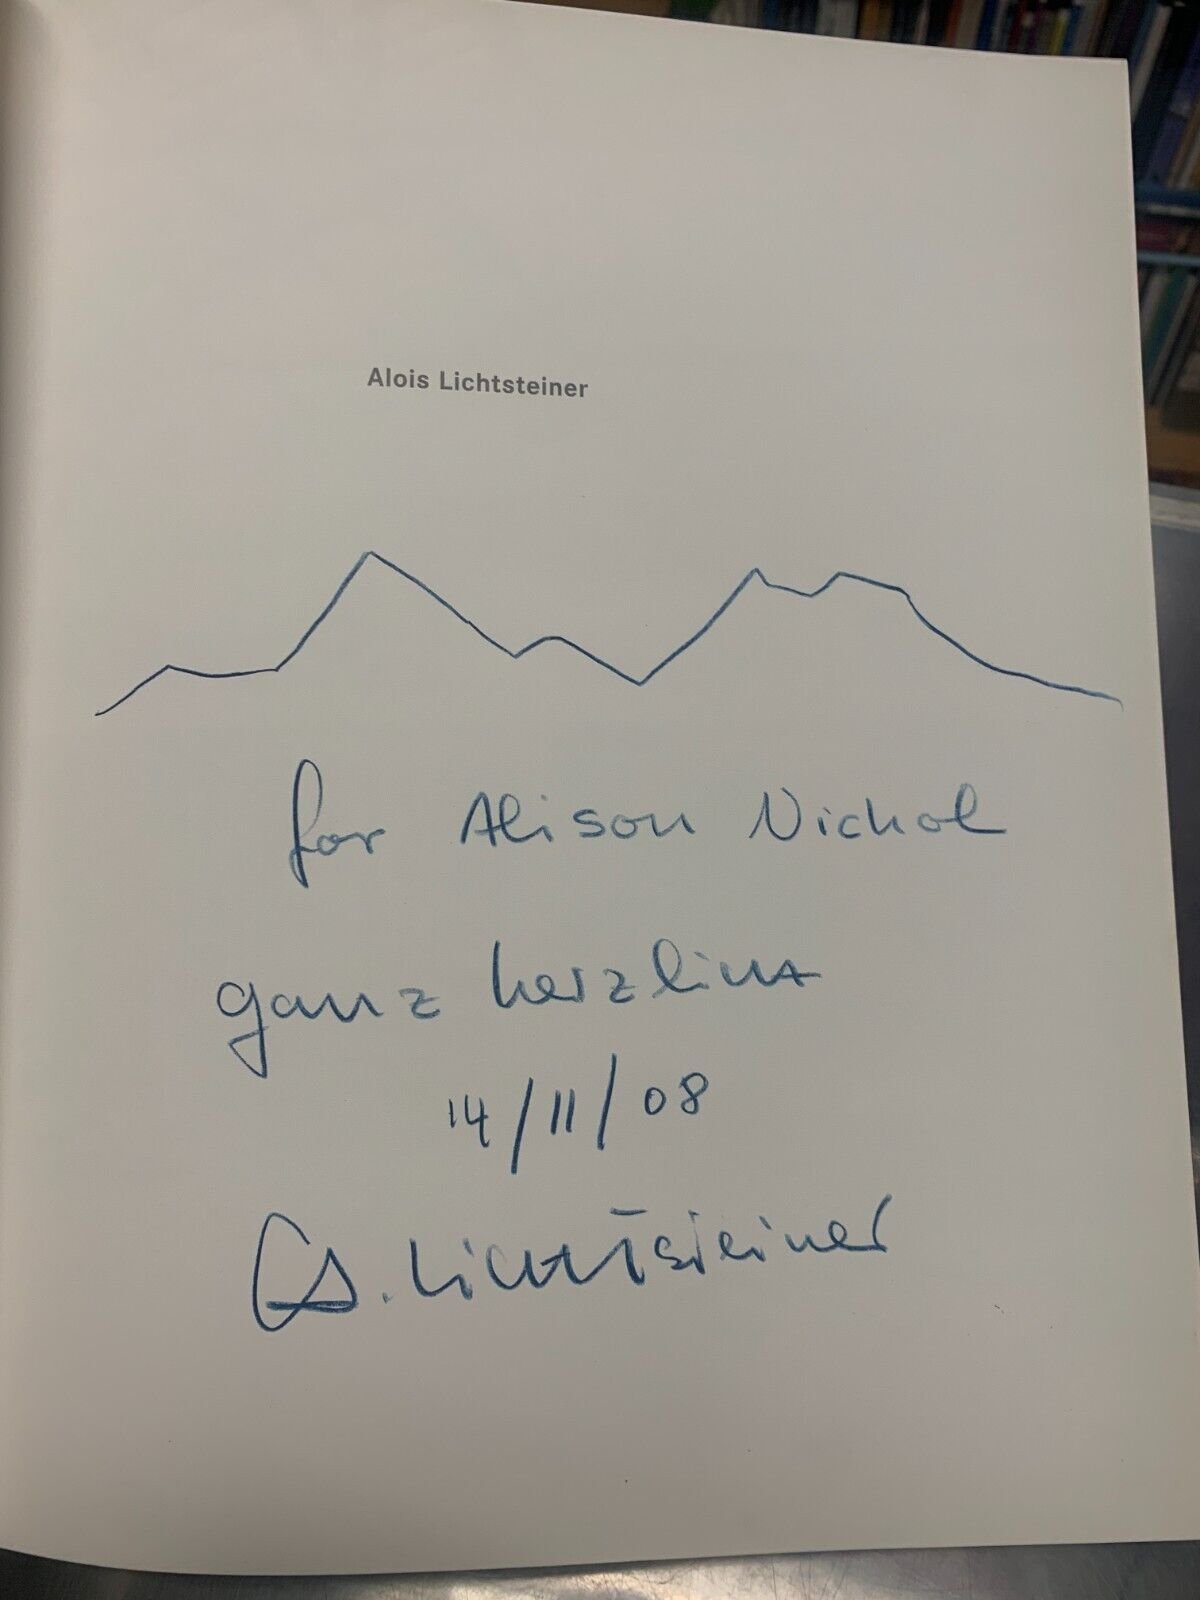 Alois Lichtsteiner
for Alison Nichol
ganz herzlich
14/11/08
A. Lichtsteiner